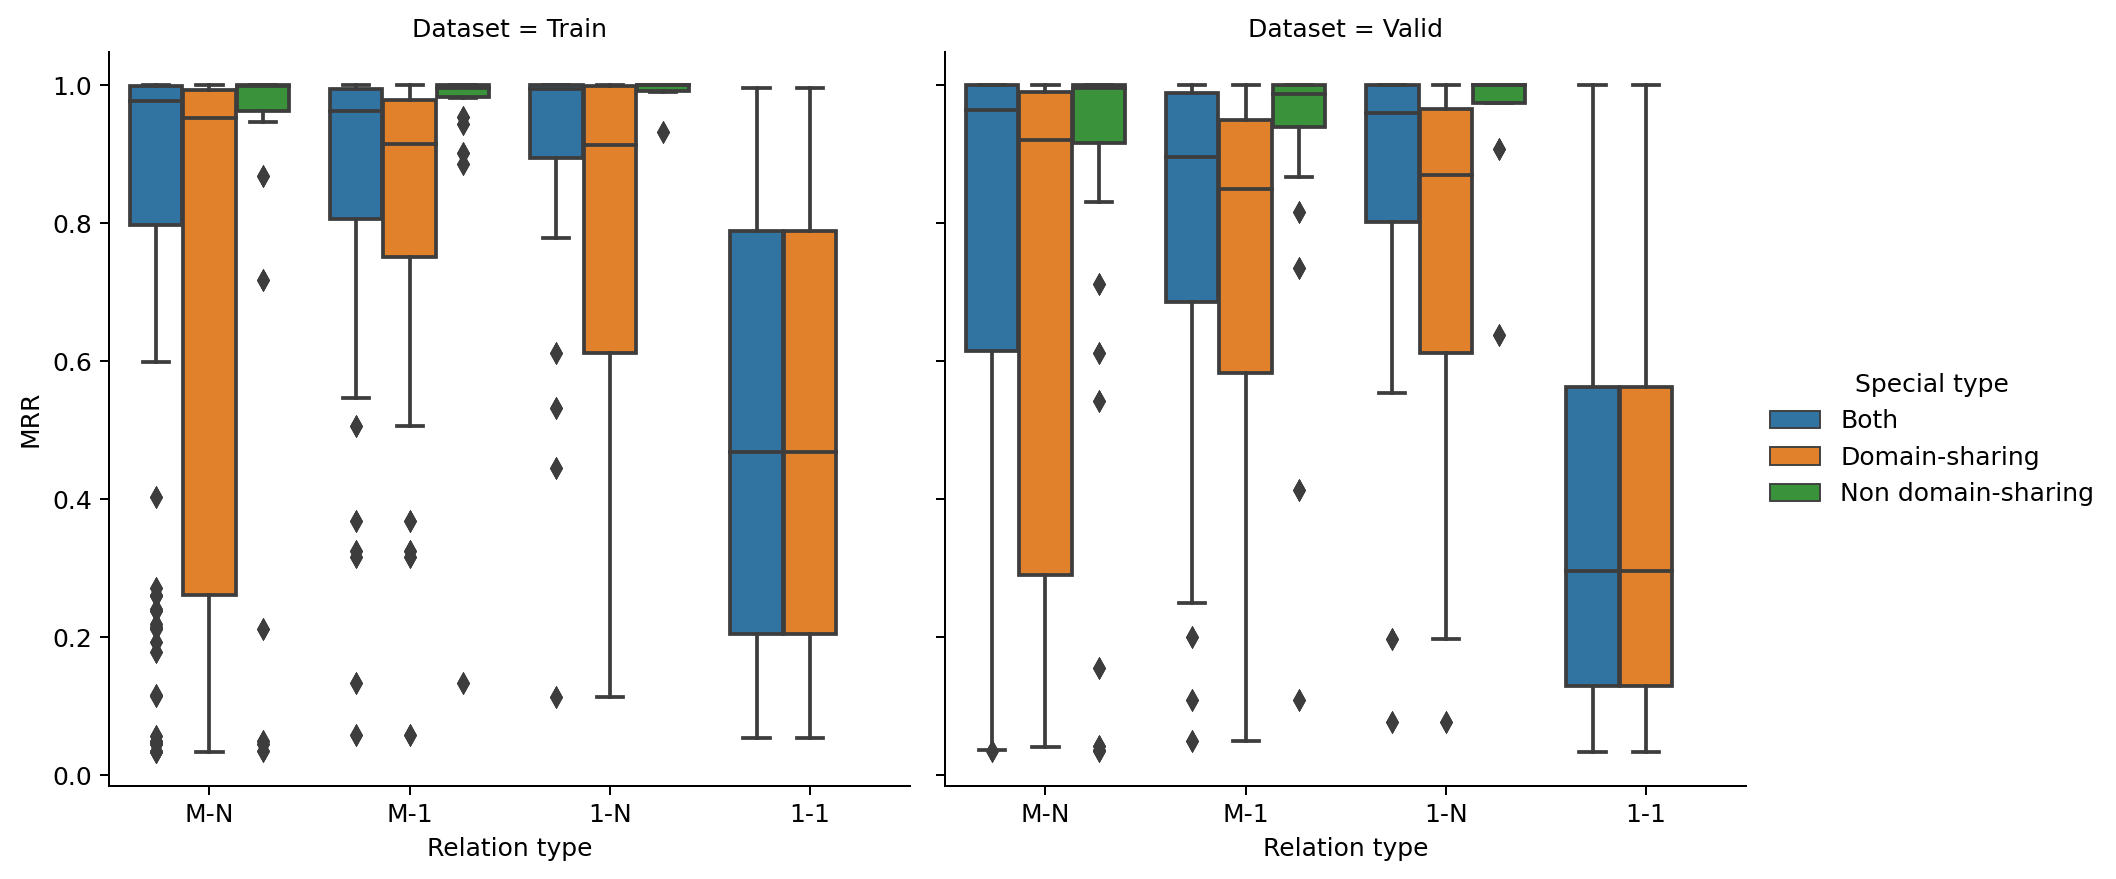 Dataset = Train
Dataset = Valid
MRR
1.0
0.8
0.6
0.4
0.2
0.0
M-N
M-1
1-N
1-1
M-N
M-1
1-N
1-1
Relation type
Relation type
Special type
Both
Domain-sharing
Non domain-sharing